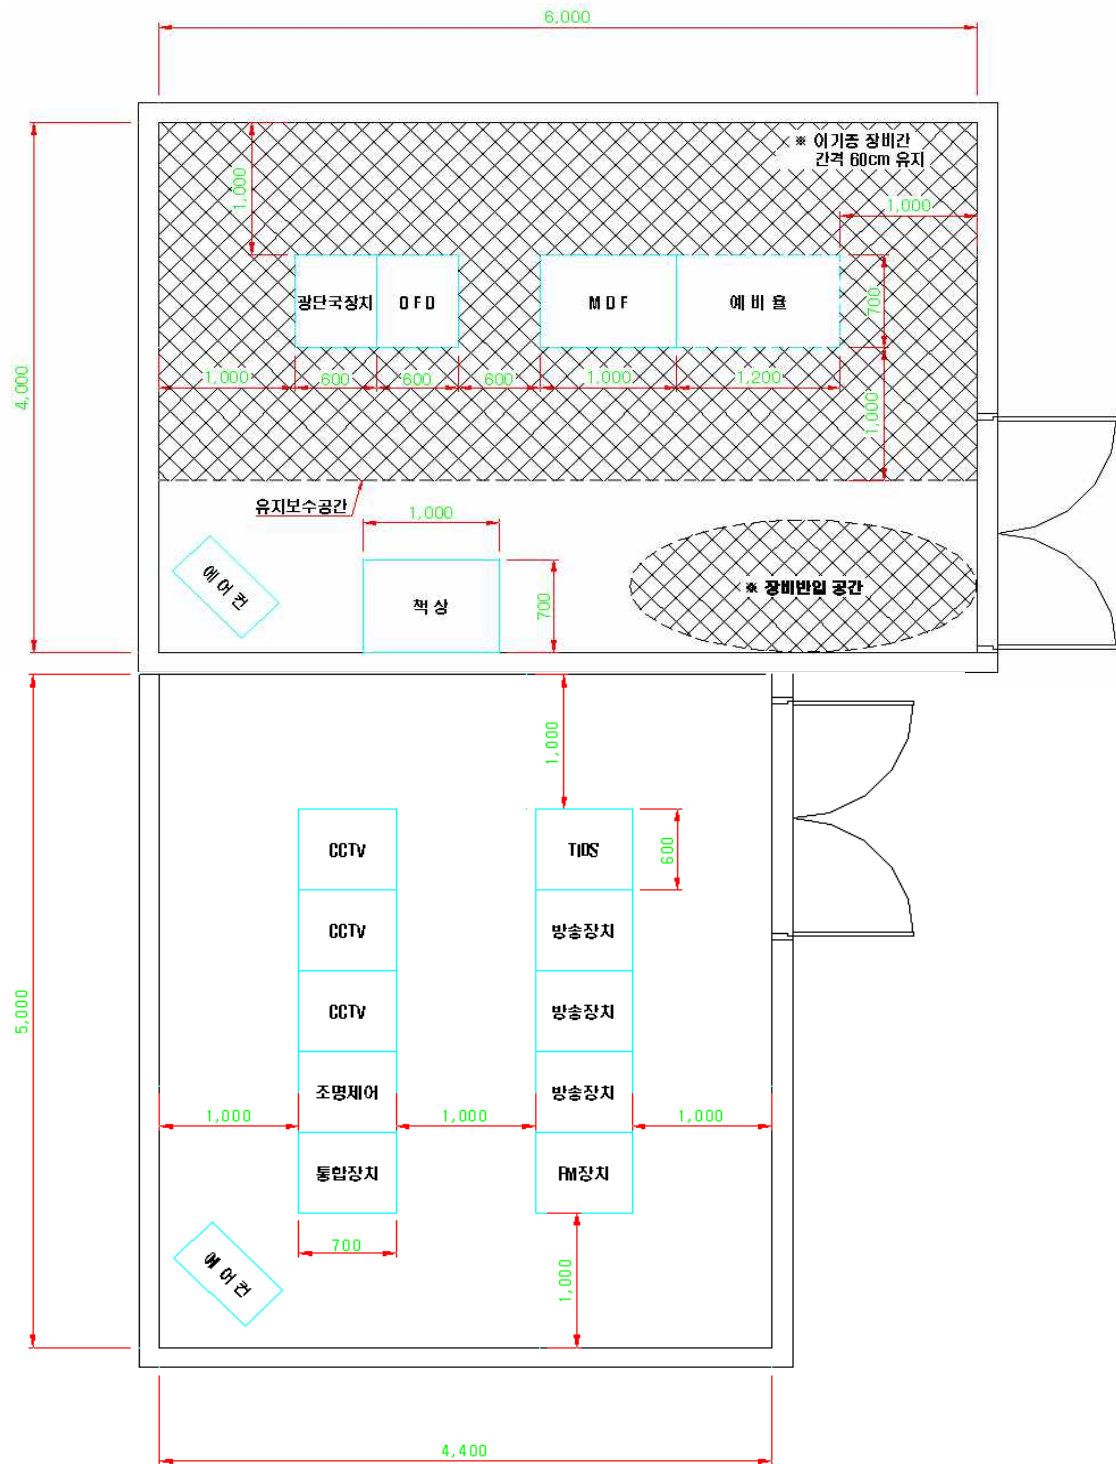 6,000
※ 이기종 장비간
간격 60cm 유지
1,000
1,000
광단국장치
O F D
M D F
예 비 율
700
4,000
1,000
600
600
600
1,000
1,200
1,000
유지보수공간
1,000
에 어 컨
책 상
700
※ 장비반입 공간
1,000
CCTV
TIDS
600
CCTV
방송장치
5,000
CCTV
방송장치
조명제어
방송장치
1,000
1,000
1,000
통합장치
FM장치
700
에 어 컨
1,000
4,400